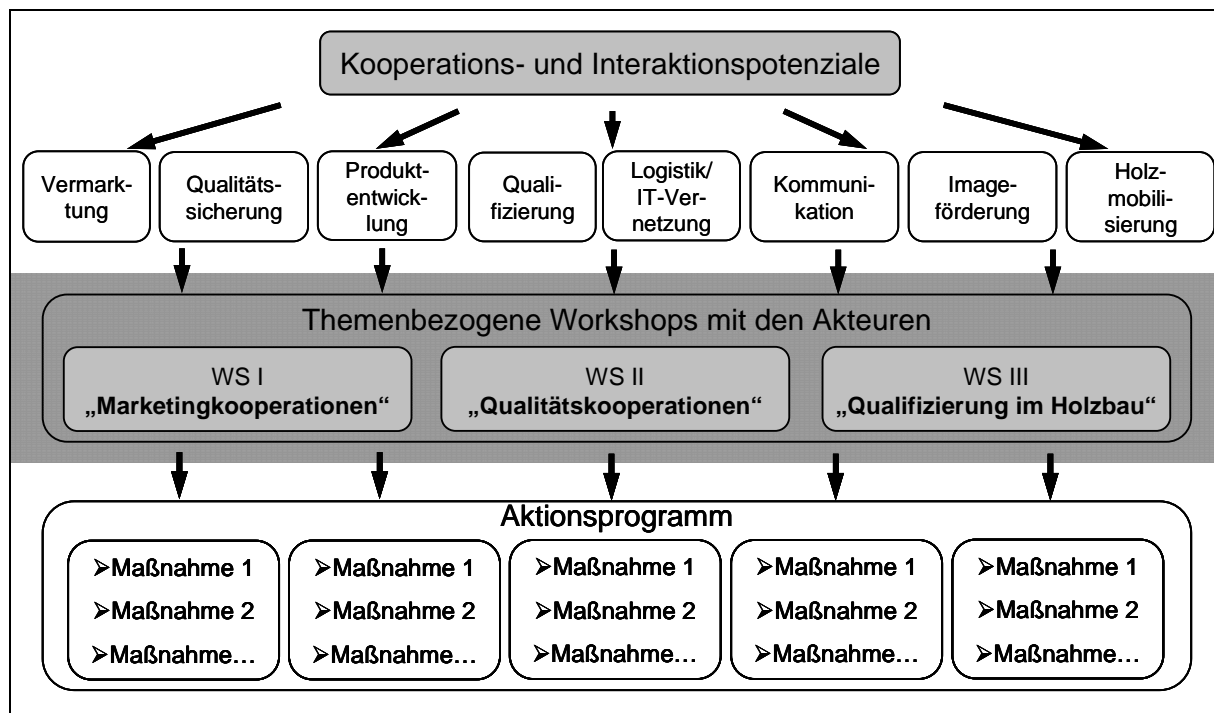 Kooperations- und Interaktionspotenziale
Vermark-
tung
Qualitäts-
sicherung
Produkt-
entwick-
lung
Quali-
fizierung
Logistik/
IT-Ver-
netzung
Kommuni-
kation
Image-
förderung
Holz-
mobili-
sierung
Themenbezogene Workshops mit den Akteuren
WS I
„Marketingkooperationen“
WS II
„Qualitätskooperationen“
WS III
„Qualifizierung im Holzbau“
Aktionsprogramm
➢Maßnahme 1
➢Maßnahme 2
➢Maßnahme…
➢Maßnahme 1
➢Maßnahme 2
➢Maßnahme…
➢Maßnahme 1
➢Maßnahme 2
➢Maßnahme…
➢Maßnahme 1
➢Maßnahme 2
➢Maßnahme…
➢Maßnahme 1
➢Maßnahme 2
➢Maßnahme…